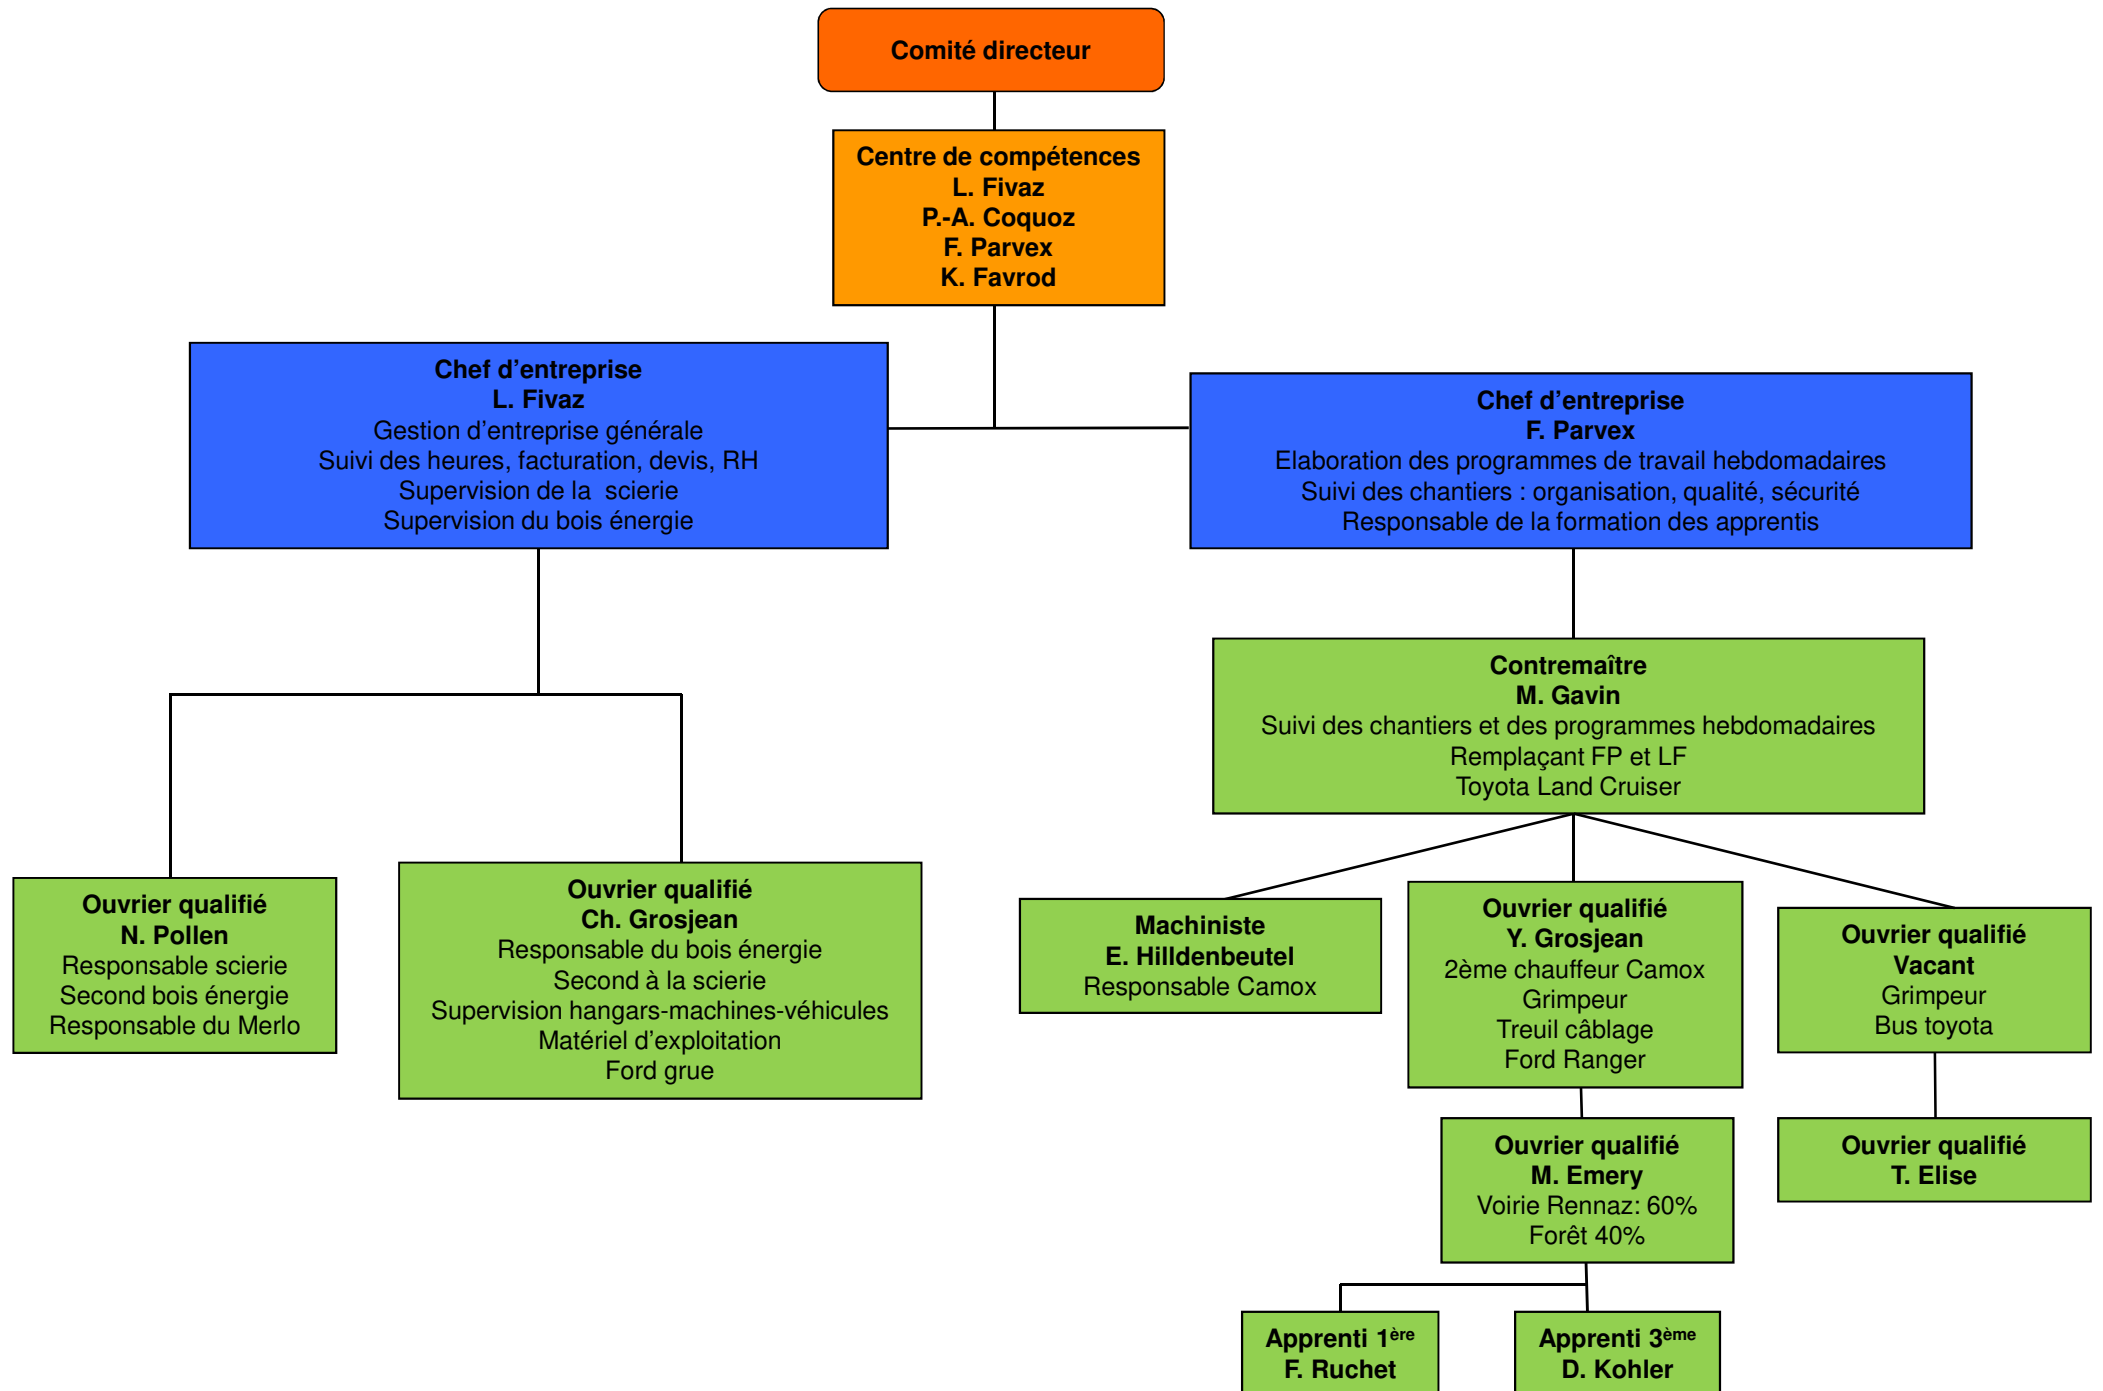 Comité directeur
Centre de compétences
L. Fivaz
P.-A. Coquoz
F. Parvex
K. Favrod
Chef d’entreprise
L. Fivaz
Gestion d’entreprise générale
Suivi des heures, facturation, devis, RH
Supervision de la  scierie
Supervision du bois énergie
Chef d’entreprise
F. Parvex
Elaboration des programmes de travail hebdomadaires
Suivi des chantiers : organisation, qualité, sécurité
Responsable de la formation des apprentis
Contremaître
M. Gavin
Suivi des chantiers et des programmes hebdomadaires
Remplaçant FP et LF
Toyota Land Cruiser
Ouvrier qualifié
N. Pollen
Responsable scierie
Second bois énergie
Responsable du Merlo
Ouvrier qualifié
Ch. Grosjean
Responsable du bois énergie
Second à la scierie
Supervision hangars-machines-véhicules
Matériel d’exploitation
Ford grue
Machiniste
E. Hilldenbeutel
Responsable Camox
Ouvrier qualifié
Y. Grosjean
2ème chauffeur Camox
Grimpeur
Treuil câblage
Ford Ranger
Ouvrier qualifié
Vacant
Grimpeur
Bus toyota
Ouvrier qualifié
M. Emery
Voirie Rennaz: 60%
Forêt 40%
Ouvrier qualifié
T. Elise
Apprenti 1ère
F. Ruchet
Apprenti 3ème
D. Kohler